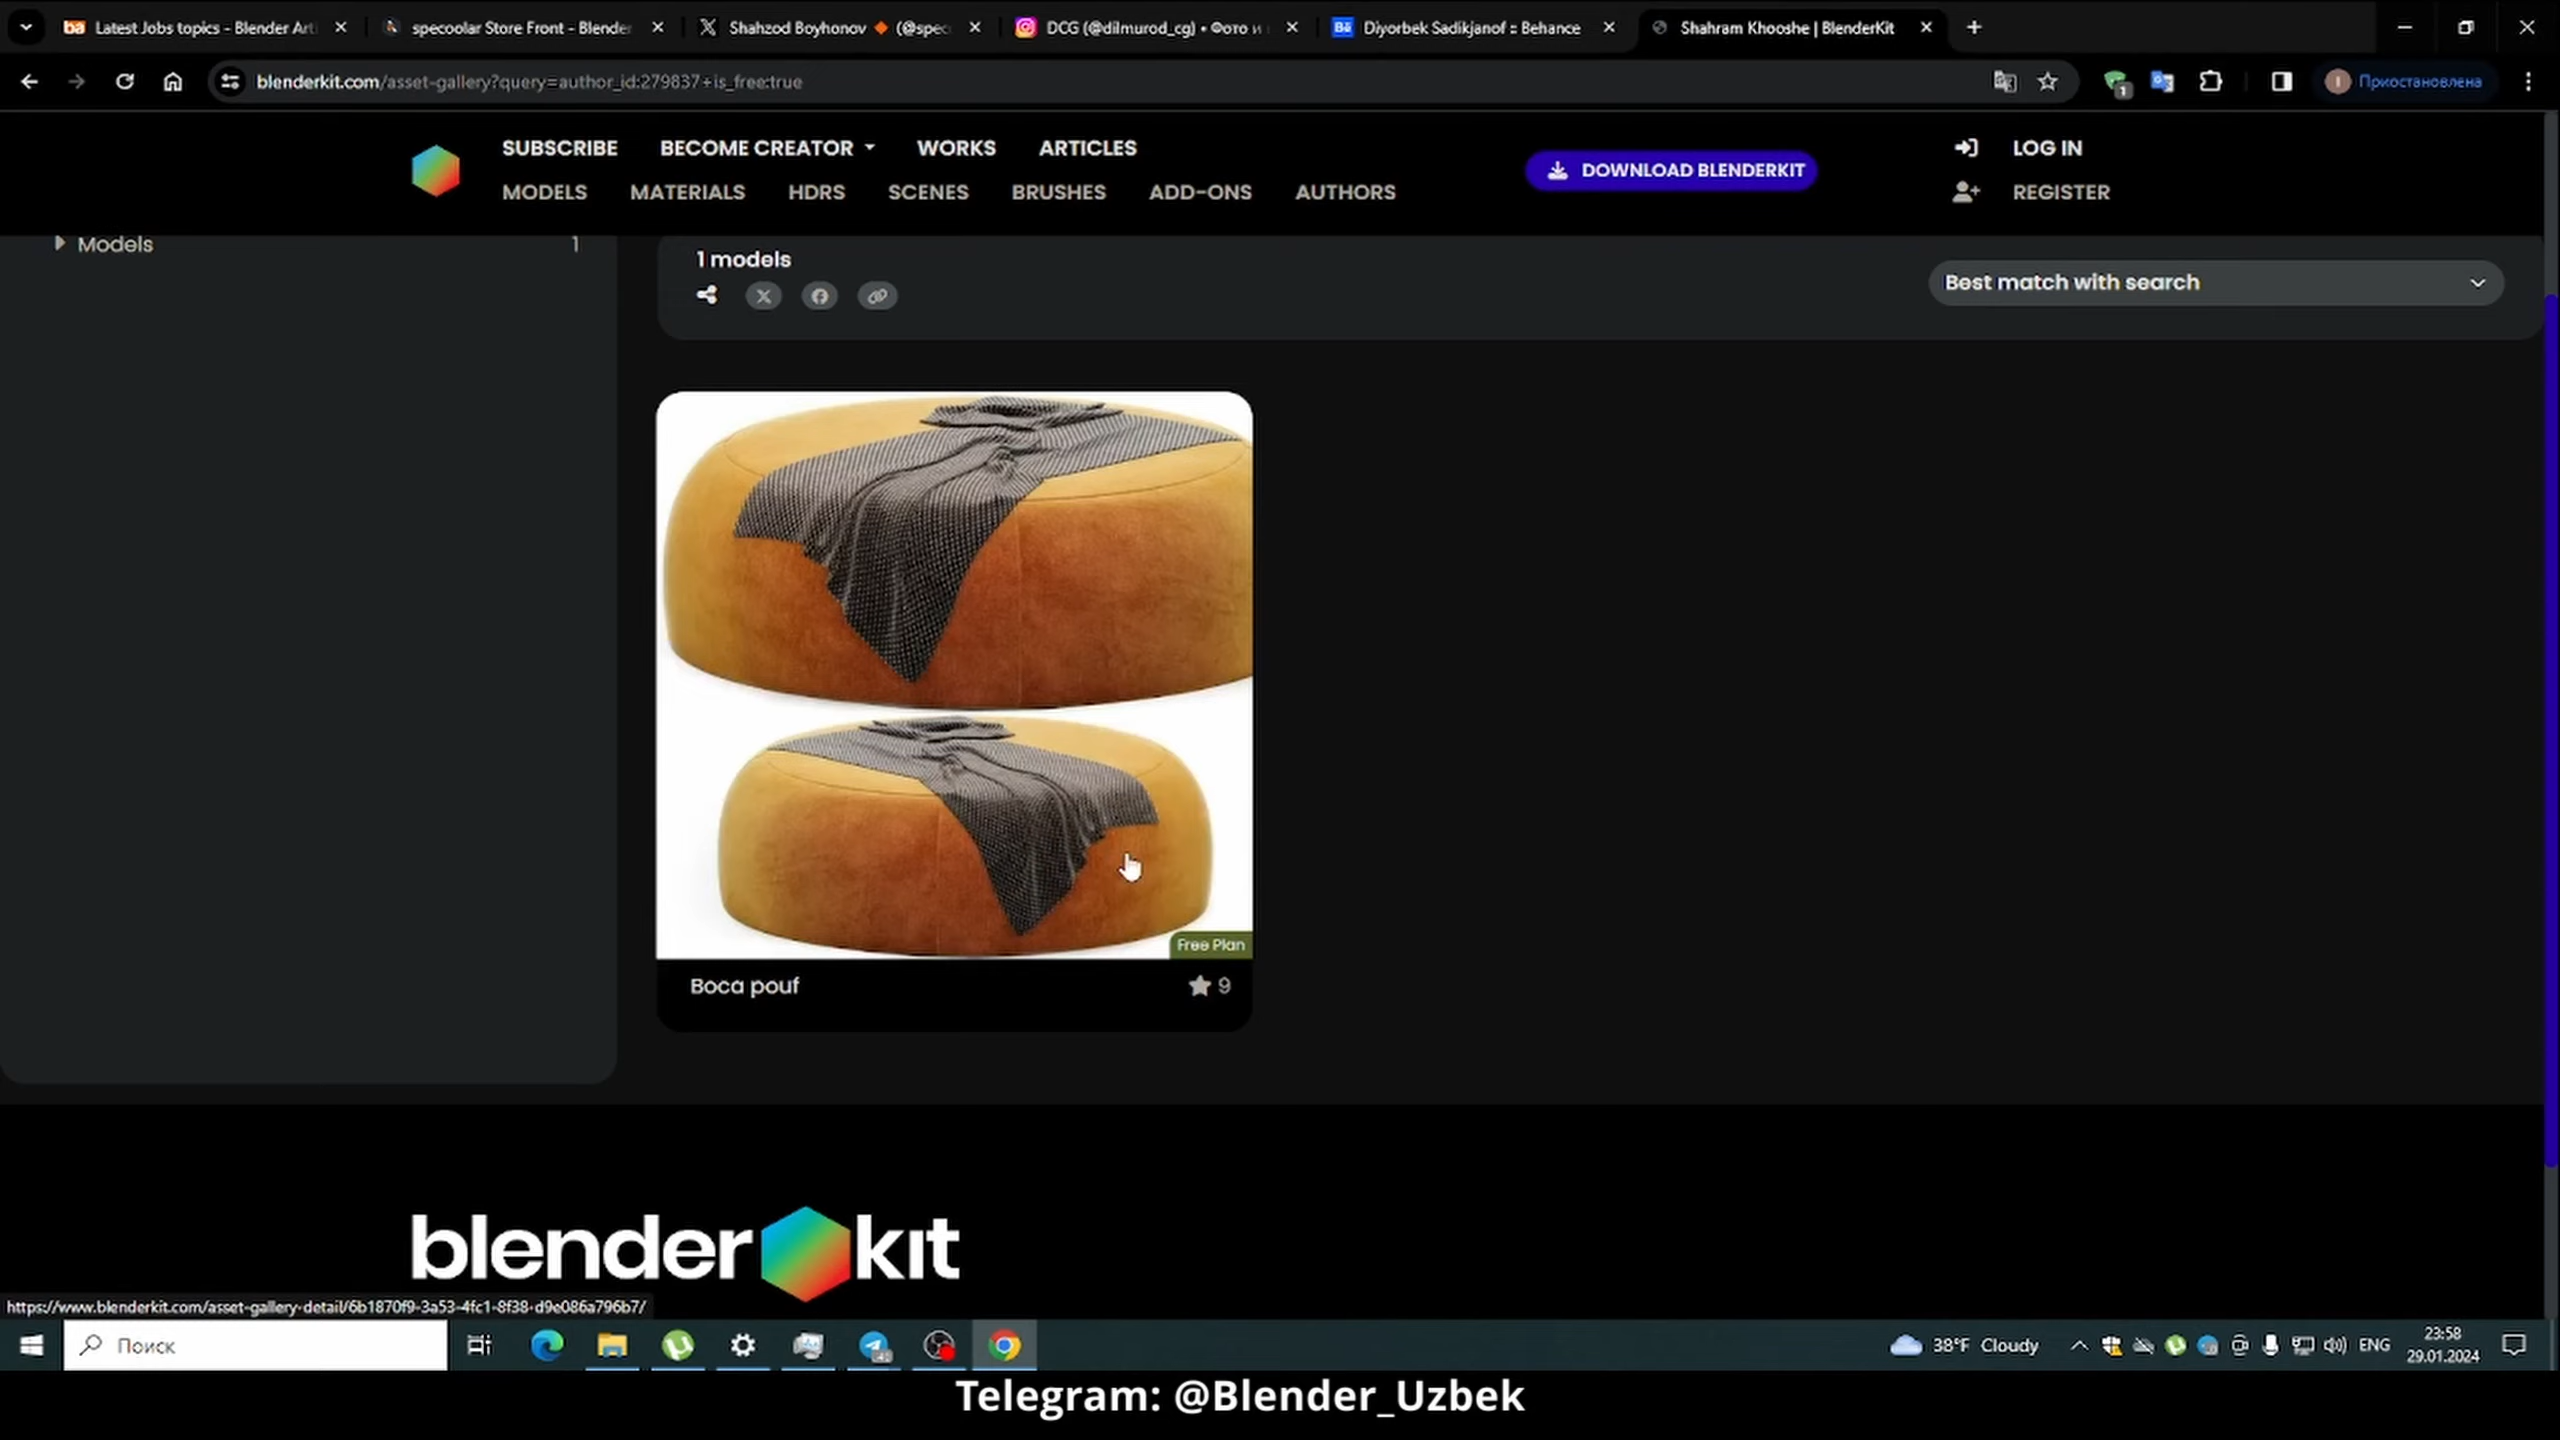 Latest Jobs topics - Blender Art
specoolar Store Front - Blender
Shahzod Boyhonov 🔶 (@spec
DCG (@dilmurod_cg) • Фото и
Bē
Diyorbek Sadikjanof :: Behance
Shahram Khooshe | BlenderKit
blenderkit.com/asset-gallery?query=author_id:279837+is_free:true
1
Приостановлена
SUBSCRIBE
BECOME CREATOR
WORKS
ARTICLES
MODELS
MATERIALS
HDRS
SCENES
BRUSHES
ADD-ONS
AUTHORS
DOWNLOAD BLENDERKIT
LOG IN
REGISTER
Models 1
1 models
Best match with search
Free Plan
Boca pouf
9
blender kit
https://www.blenderkit.com/asset-gallery-detail/6b1870f9-3a53-4fc1-8f38-d9e086a796b7/
Поиск
38°F Cloudy
ENG
23:58
29.01.2024
Telegram: @Blender_Uzbek